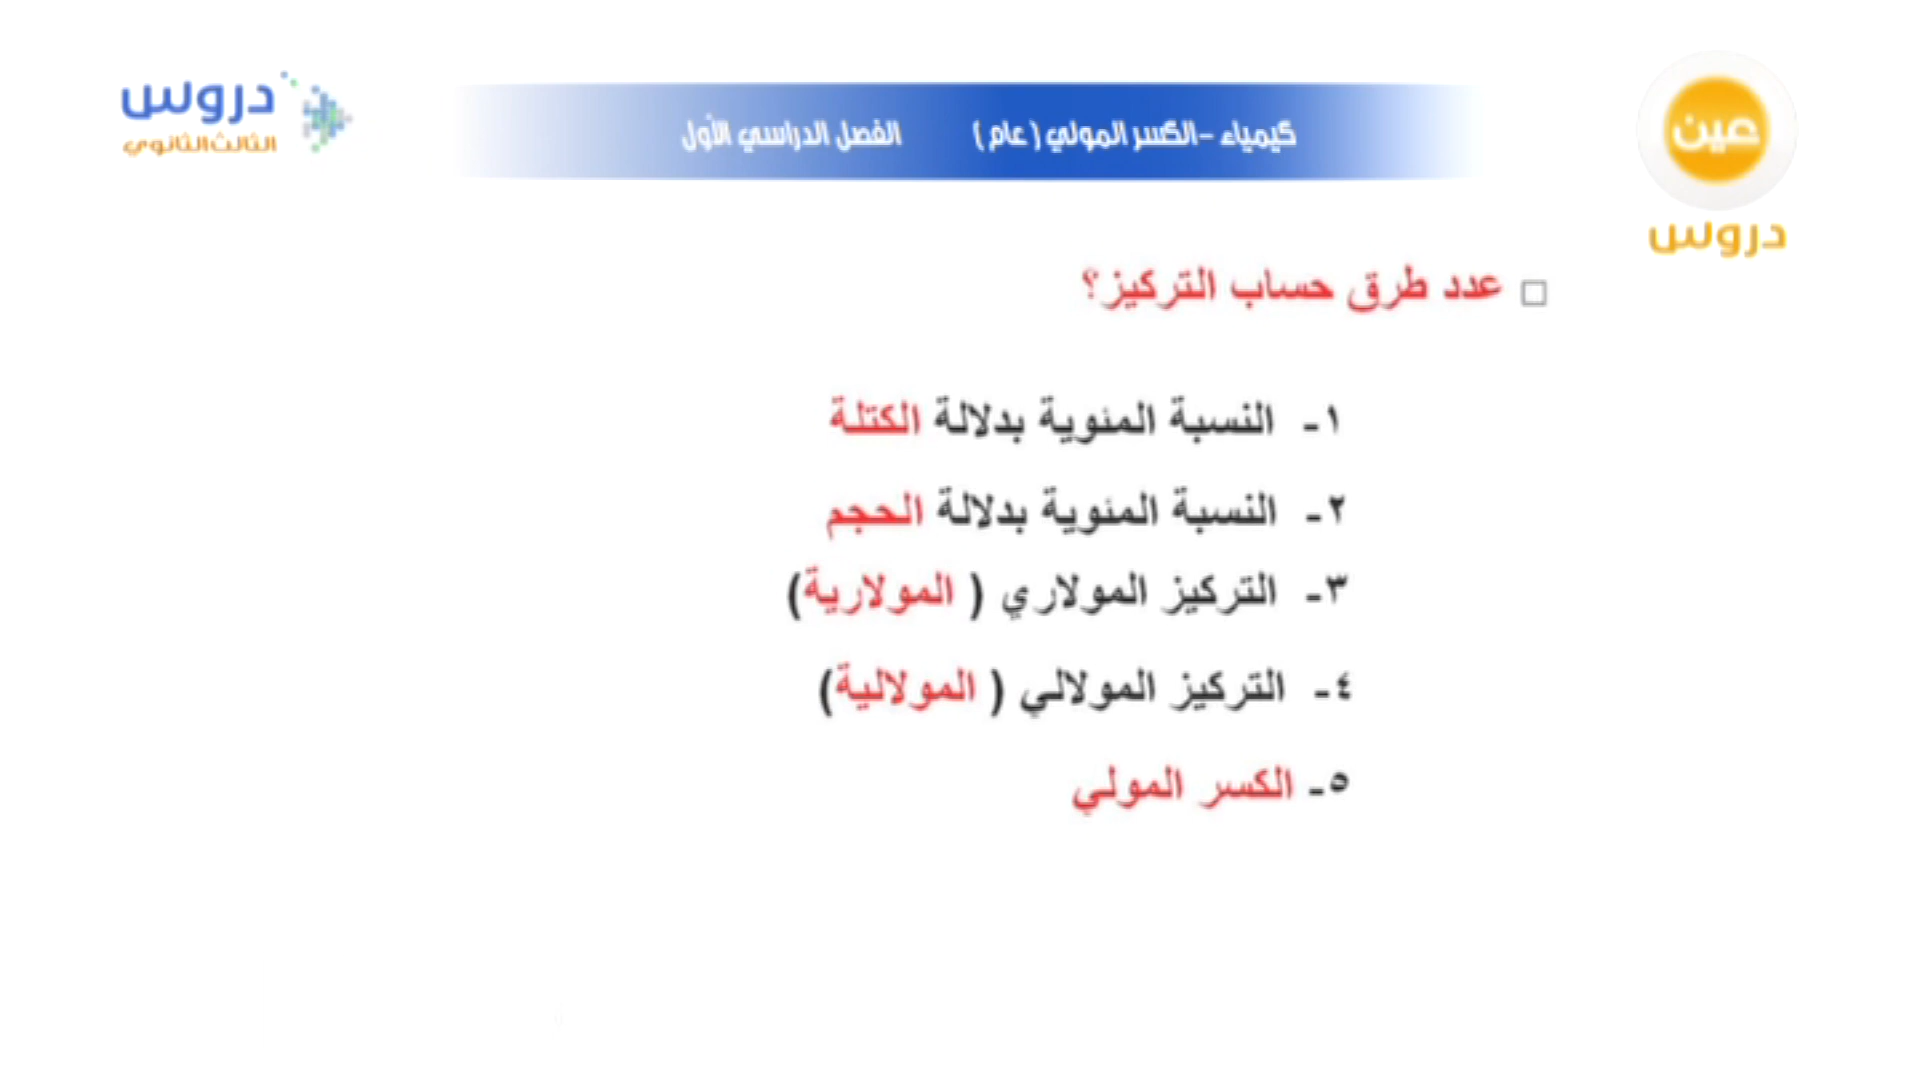 دروس
الثالث الثانوي
كيمياء - الكسر المولي ( عام ) الفصل الدراسي الأول
عين
دروس
عدد طرق حساب التركيز؟
١- النسبة المئوية بدلالة الكتلة
٢- النسبة المئوية بدلالة الحجم
٣- التركيز المولاري ( المولارية)
٤- التركيز المولالي ( المولالية)
٥- الكسر المولي